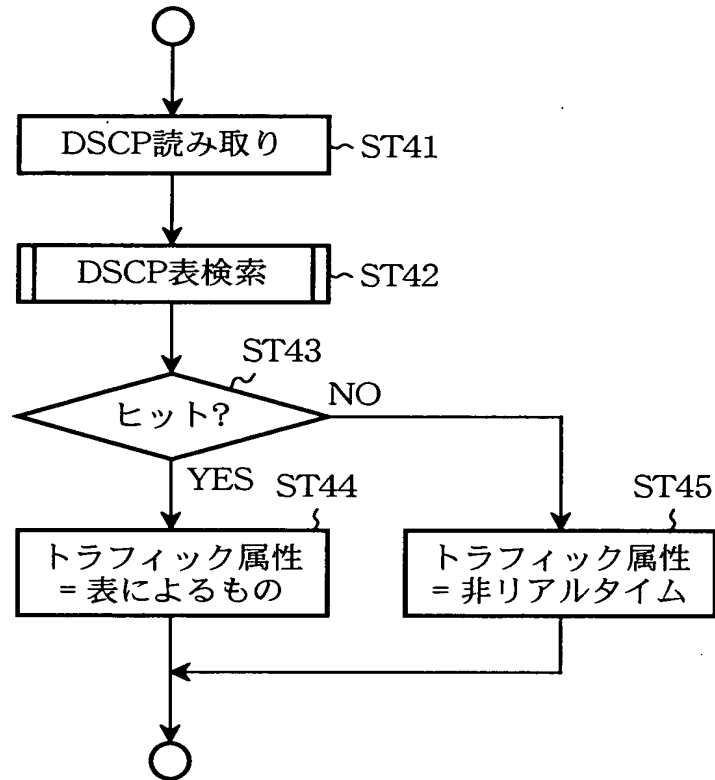 DSCP読み取り
ST41
DSCP表検索
ST42
ST43
ヒット?
NO
YES
ST44
ST45
トラフィック属性
= 表によるもの
トラフィック属性
= 非リアルタイム